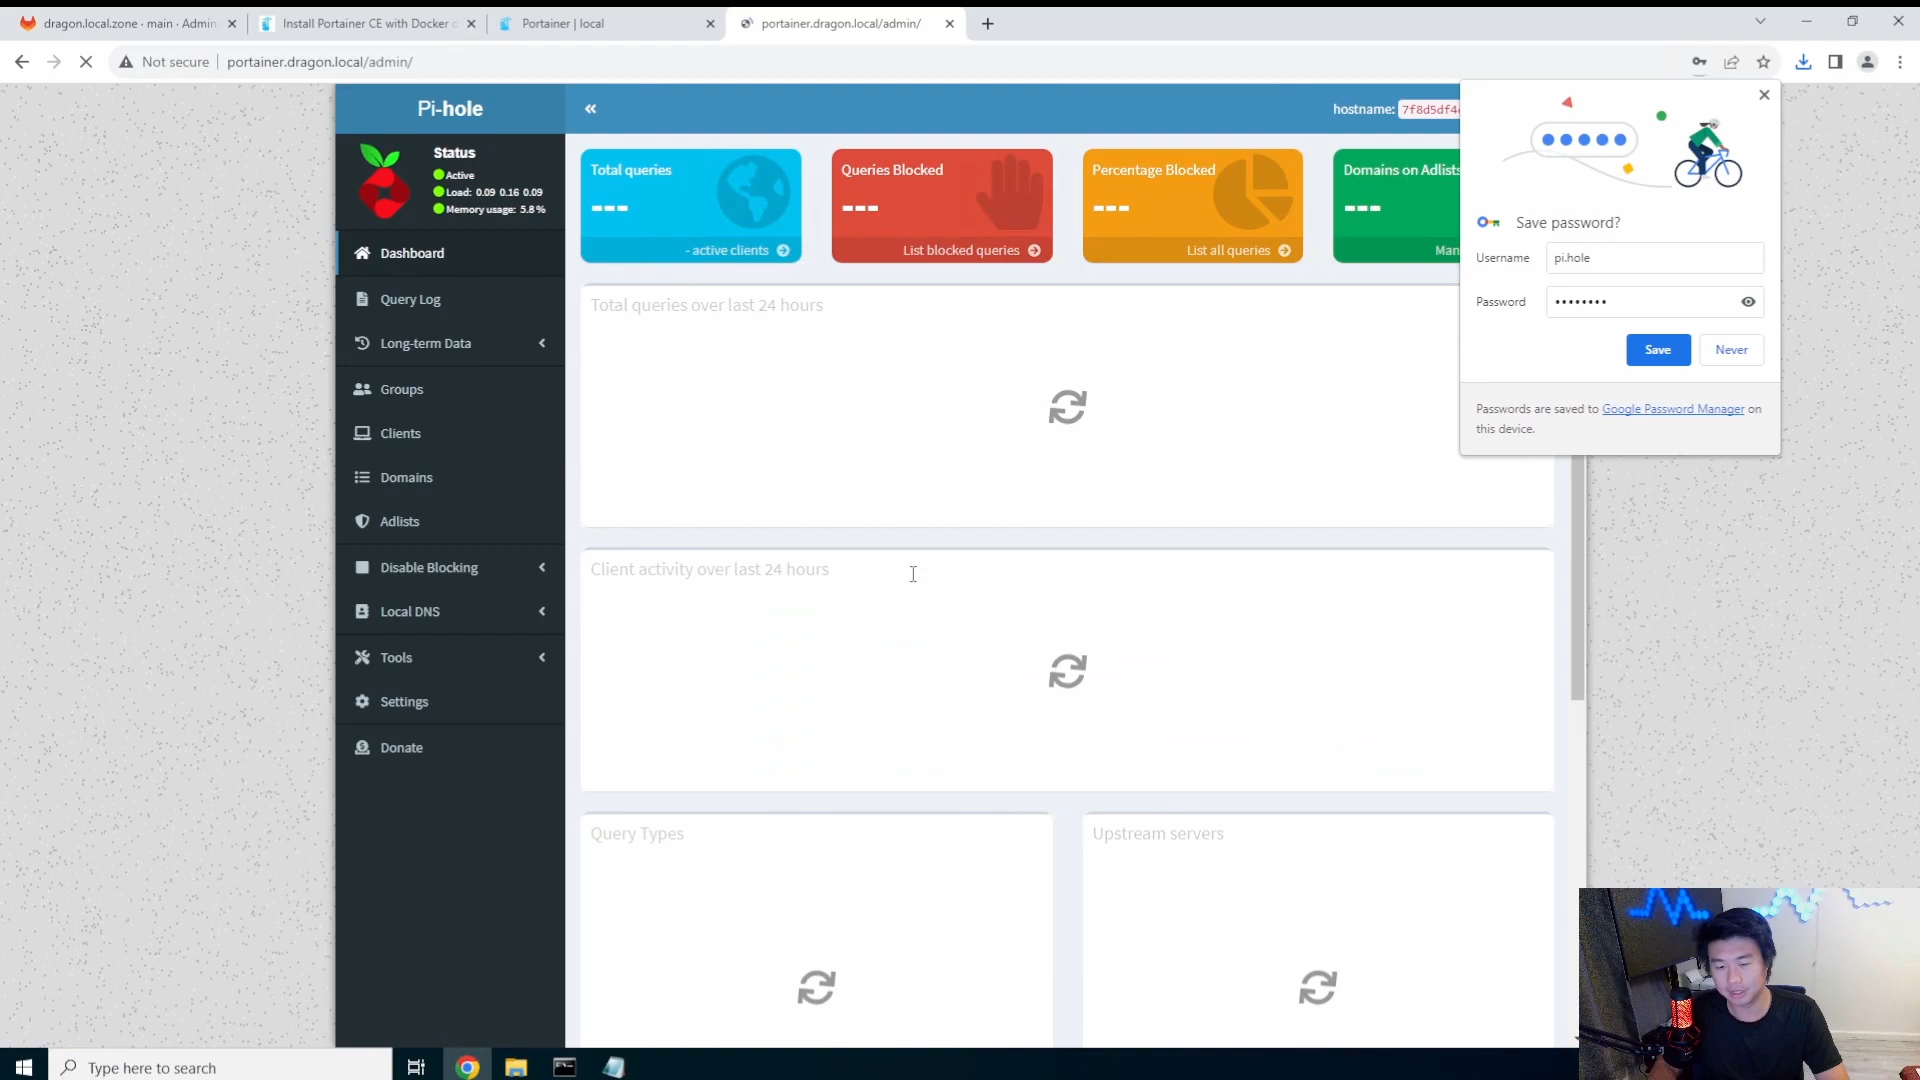 dragon.local.zone · main · Admin
Install Portainer CE with Docker
Portainer | local
portainer.dragon.local/admin/
Not secure
portainer.dragon.local/admin/
Pi-hole
hostname: 7f8d5df4
Status
Active
Load: 0.09 0.16 0.09
Memory usage: 5.8 %
Dashboard
Query Log
Long-term Data
Groups
Clients
Domains
Adlists
Disable Blocking
Local DNS
Tools
Settings
Donate
Total queries
---
- active clients
Queries Blocked
---
List blocked queries
Percentage Blocked
---
List all queries
Domains on Adlists
---
Man
Total queries over last 24 hours
Client activity over last 24 hours
Query Types
Upstream servers
Save password?
Username
pi.hole
Password
••••••••
Save
Never
Passwords are saved to Google Password Manager on
this device.
Type here to search